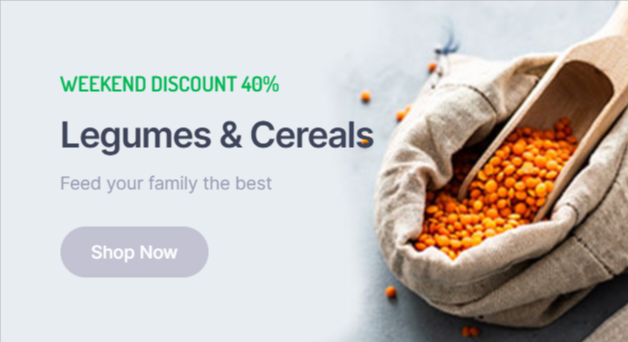 WEEKEND DISCOUNT 40%
Legumes & Cereals
Feed your family the best
Shop Now